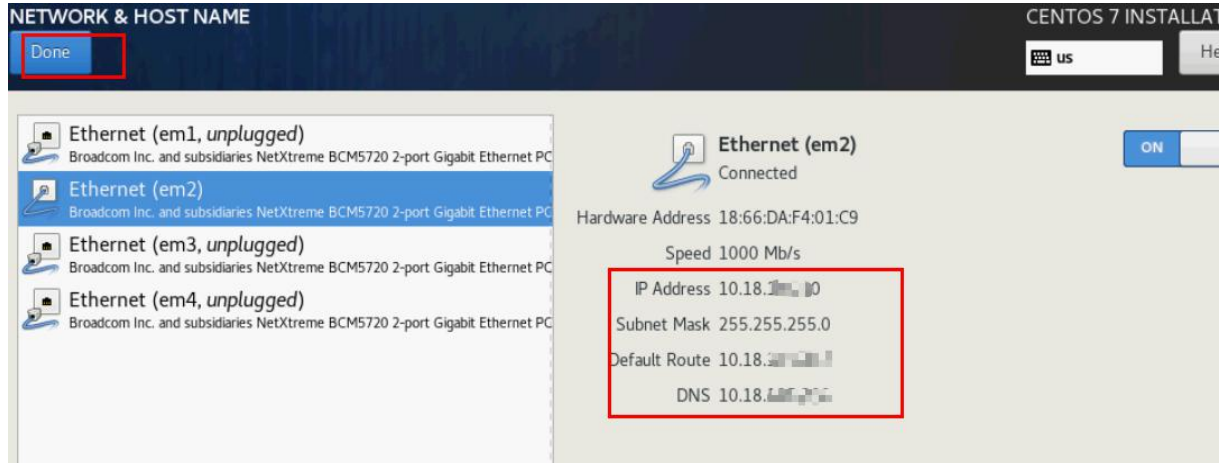 NETWORK & HOST NAME
CENTOS 7 INSTALLAT
Done
us
He
Ethernet (em1, unplugged)
Broadcom Inc. and subsidiaries NetXtreme BCM5720 2-port Gigabit Ethernet PC
Ethernet (em2)
Broadcom Inc. and subsidiaries NetXtreme BCM5720 2-port Gigabit Ethernet PC
Ethernet (em3, unplugged)
Broadcom Inc. and subsidiaries NetXtreme BCM5720 2-port Gigabit Ethernet PC
Ethernet (em4, unplugged)
Broadcom Inc. and subsidiaries NetXtreme BCM5720 2-port Gigabit Ethernet PC
Ethernet (em2)
Connected
ON
Hardware Address 18:66:DA:F4:01:C9
Speed 1000 Mb/s
IP Address 10.18.
Subnet Mask 255.255.255.0
Default Route 10.18.
DNS 10.18.